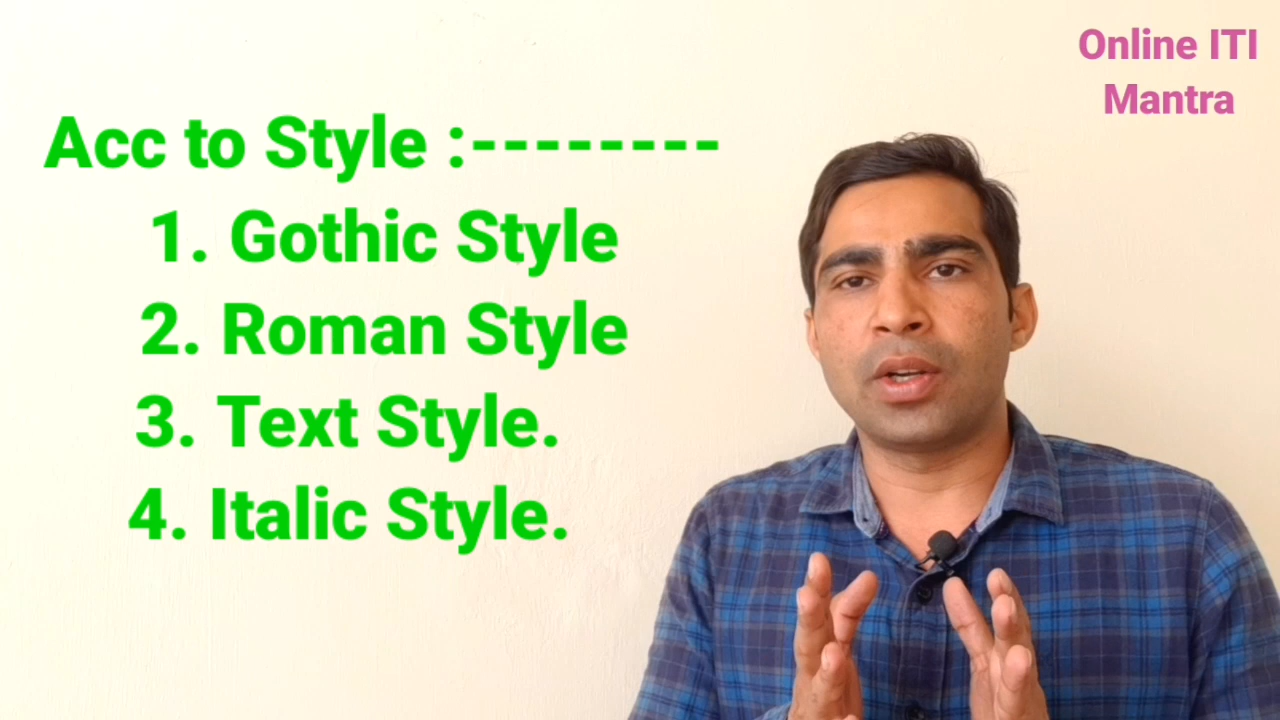 Online ITI
Mantra
Acc to Style :--------
1. Gothic Style
2. Roman Style
3. Text Style.
4. Italic Style.